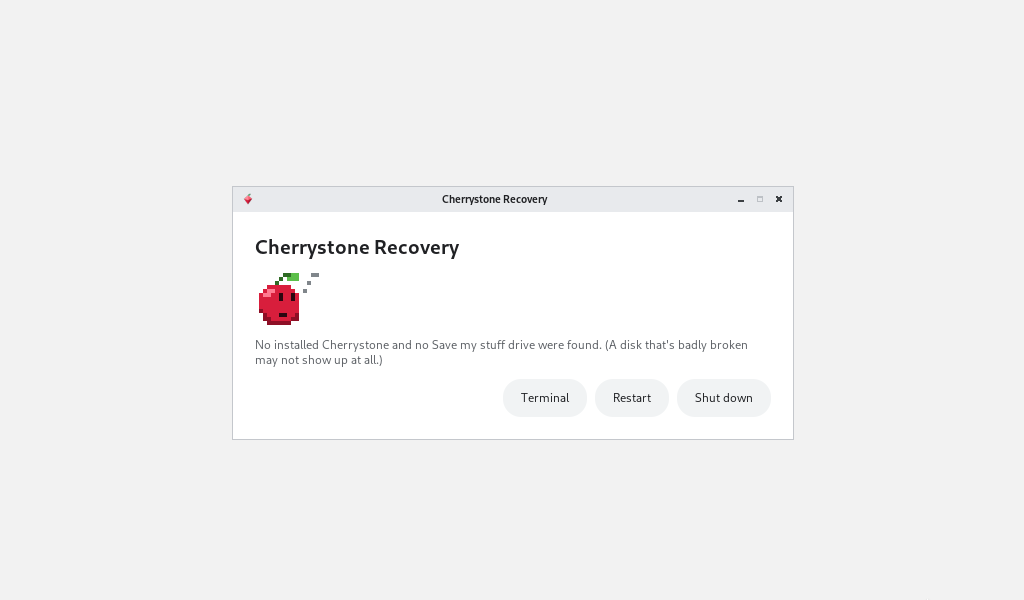 Cherrystone Recovery
Cherrystone Recovery
No installed Cherrystone and no Save my stuff drive were found. (A disk that's badly broken
may not show up at all.)
Terminal
Restart
Shut down